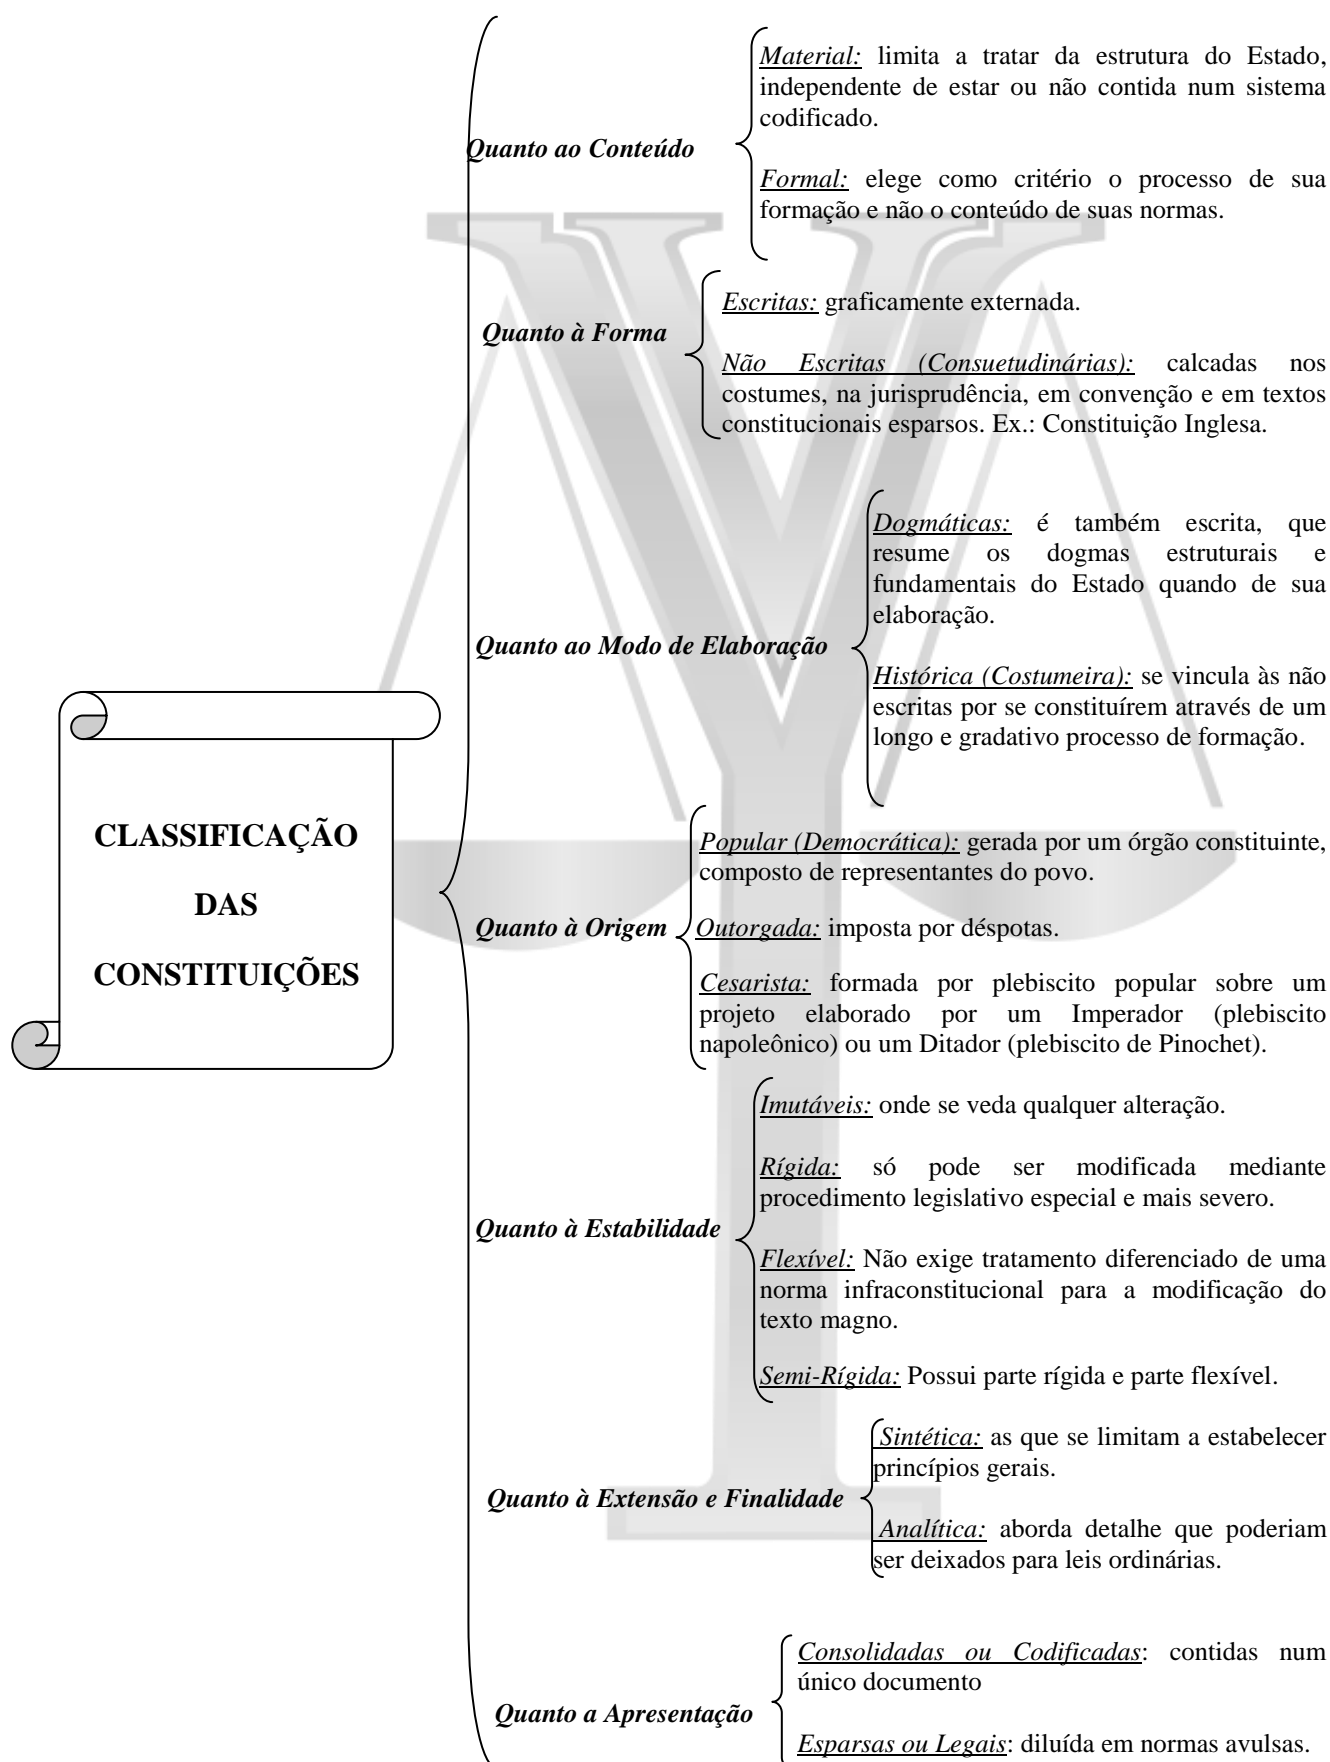 CLASSIFICAÇÃO
DAS
CONSTITUIÇÕES
Quanto ao Conteúdo
Material: limita a tratar da estrutura do Estado,
independente de estar ou não contida num sistema
codificado.
Formal: elege como critério o processo de sua
formação e não o conteúdo de suas normas.
Quanto à Forma
Escritas: graficamente externada.
Não Escritas (Consuetudinárias): calcadas nos
costumes, na jurisprudência, em convenção e em textos
constitucionais esparsos. Ex.: Constituição Inglesa.
Quanto ao Modo de Elaboração
Dogmáticas: é também escrita, que
resume os dogmas estruturais e
fundamentais do Estado quando de sua
elaboração.
Histórica (Costumeira): se vincula às não
escritas por se constituírem através de um
longo e gradativo processo de formação.
Quanto à Origem
Popular (Democrática): gerada por um órgão constituinte,
composto de representantes do povo.
Outorgada: imposta por déspotas.
Cesarista: formada por plebiscito popular sobre um
projeto elaborado por um Imperador (plebiscito
napoleônico) ou um Ditador (plebiscito de Pinochet).
Quanto à Estabilidade
Imutáveis: onde se veda qualquer alteração.
Rígida: só pode ser modificada mediante
procedimento legislativo especial e mais severo.
Flexível: Não exige tratamento diferenciado de uma
norma infraconstitucional para a modificação do
texto magno.
Semi-Rígida: Possui parte rígida e parte flexível.
Quanto à Extensão e Finalidade
Sintética: as que se limitam a estabelecer
princípios gerais.
Analítica: aborda detalhe que poderiam
ser deixados para leis ordinárias.
Quanto a Apresentação
Consolidadas ou Codificadas: contidas num
único documento
Esparsas ou Legais: diluída em normas avulsas.